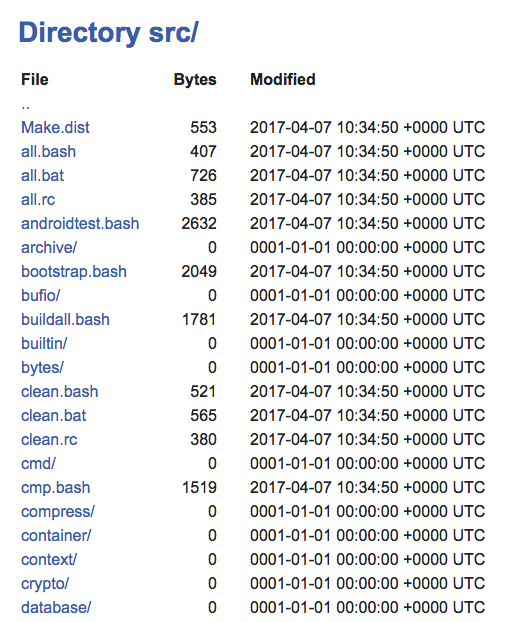 Directory src/
File Bytes Modified
..
Make.dist 553 2017-04-07 10:34:50 +0000 UTC
all.bash 407 2017-04-07 10:34:50 +0000 UTC
all.bat 726 2017-04-07 10:34:50 +0000 UTC
all.rc 385 2017-04-07 10:34:50 +0000 UTC
androidtest.bash 2632 2017-04-07 10:34:50 +0000 UTC
archive/ 0 0001-01-01 00:00:00 +0000 UTC
bootstrap.bash 2049 2017-04-07 10:34:50 +0000 UTC
bufio/ 0 0001-01-01 00:00:00 +0000 UTC
buildall.bash 1781 2017-04-07 10:34:50 +0000 UTC
builtin/ 0 0001-01-01 00:00:00 +0000 UTC
bytes/ 0 0001-01-01 00:00:00 +0000 UTC
clean.bash 521 2017-04-07 10:34:50 +0000 UTC
clean.bat 565 2017-04-07 10:34:50 +0000 UTC
clean.rc 380 2017-04-07 10:34:50 +0000 UTC
cmd/ 0 0001-01-01 00:00:00 +0000 UTC
cmp.bash 1519 2017-04-07 10:34:50 +0000 UTC
compress/ 0 0001-01-01 00:00:00 +0000 UTC
container/ 0 0001-01-01 00:00:00 +0000 UTC
context/ 0 0001-01-01 00:00:00 +0000 UTC
crypto/ 0 0001-01-01 00:00:00 +0000 UTC
database/ 0 0001-01-01 00:00:00 +0000 UTC